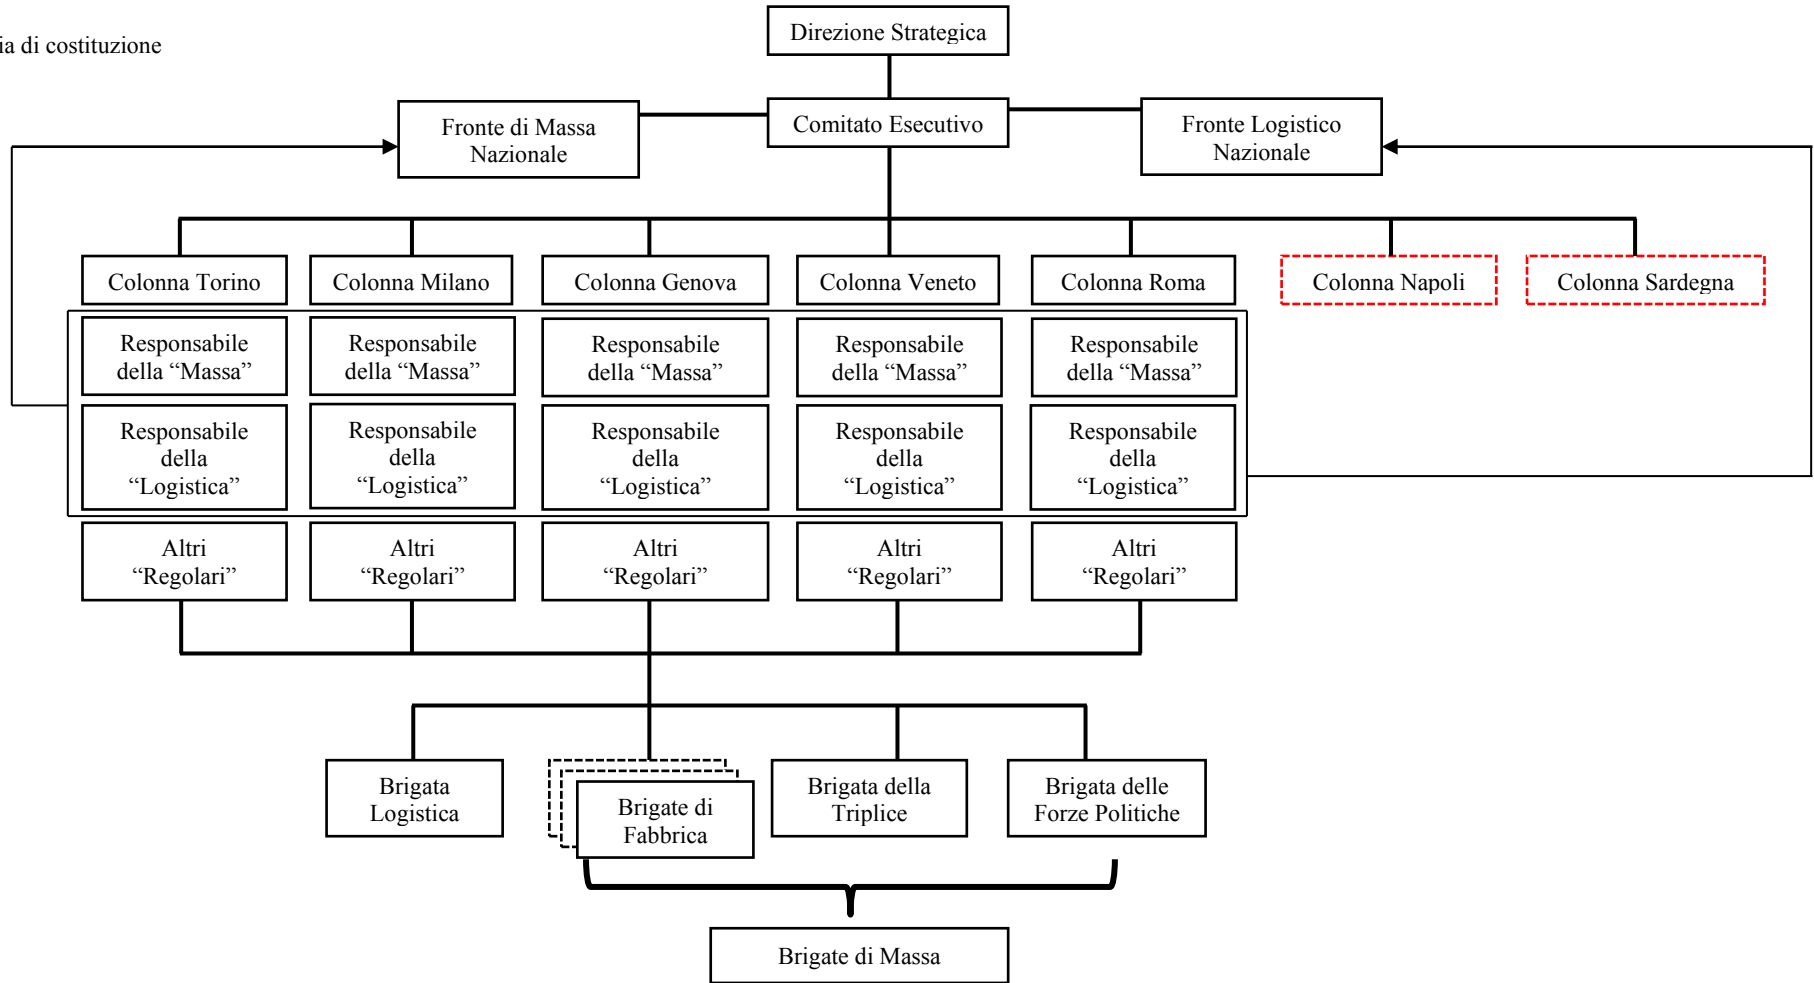 Direzione Strategica
ia di costituzione
Fronte di Massa
Nazionale
Comitato Esecutivo
Fronte Logistico
Nazionale
Colonna Torino
Colonna Milano
Colonna Genova
Colonna Veneto
Colonna Roma
Colonna Napoli
Colonna Sardegna
Responsabile
della “Massa”
Responsabile
della “Massa”
Responsabile
della “Massa”
Responsabile
della “Massa”
Responsabile
della “Massa”
Responsabile
della
“Logistica”
Responsabile
della
“Logistica”
Responsabile
della
“Logistica”
Responsabile
della
“Logistica”
Responsabile
della
“Logistica”
Altri
“Regolari”
Altri
“Regolari”
Altri
“Regolari”
Altri
“Regolari”
Altri
“Regolari”
Brigata
Logistica
Brigate di
Fabbrica
Brigata della
Triplice
Brigata delle
Forze Politiche
Brigate di Massa